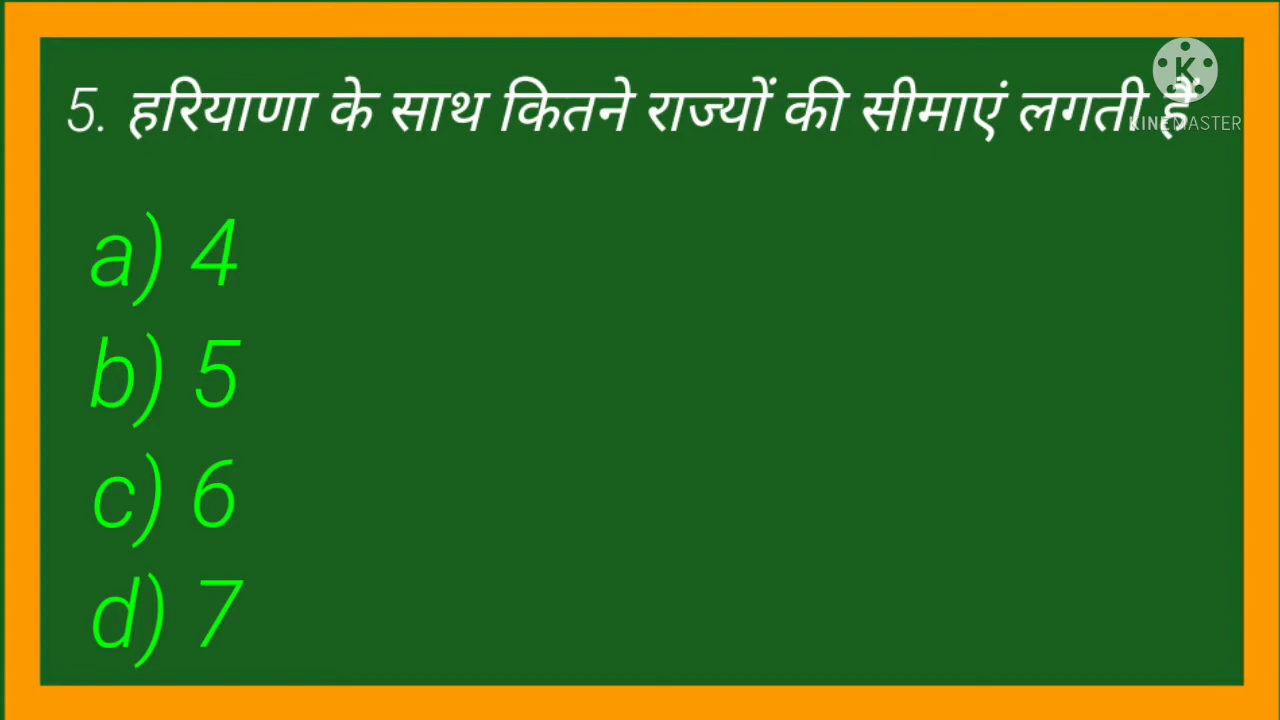 5. हरियाणा के साथ कितने राज्यों की सीमाएं लगती हैं
K
KINEMASTER
a) 4
b) 5
c) 6
d) 7